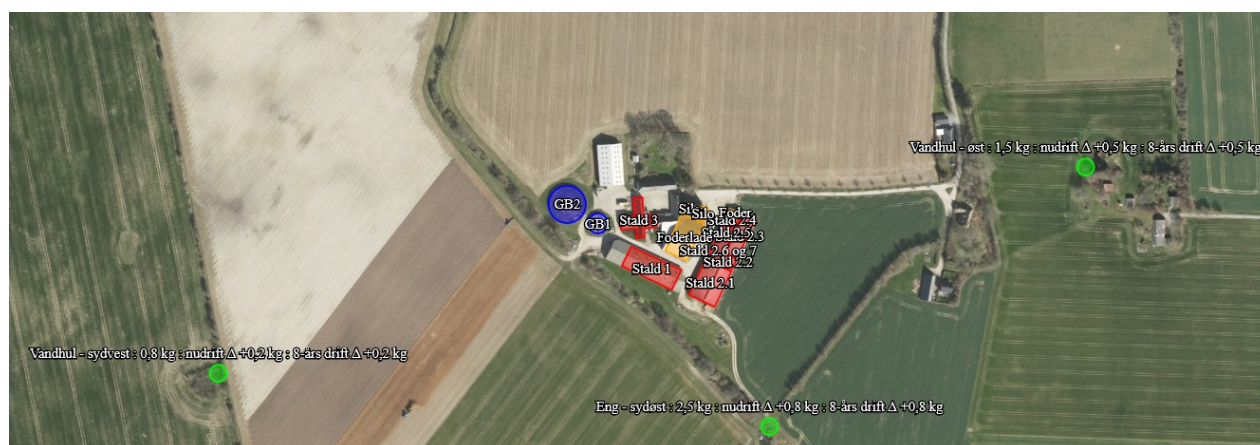 Vandhul - øst : 1,5 kg : nudrift Δ +0,5 kg : 8-års drift Δ +0,5 kg
GB2
GB1
Stald 3
Silo
Foder
Stald 2.4
Stald 2.5
Foderlade
Stald 2.3
Stald 2.6 og 7
Stald 2.2
Stald 1
Stald 2.1
Vandhul - sydvest : 0,8 kg : nudrift Δ +0,2 kg : 8-års drift Δ +0,2 kg
Eng - sydøst : 2,5 kg : nudrift Δ +0,8 kg : 8-års drift Δ +0,8 kg